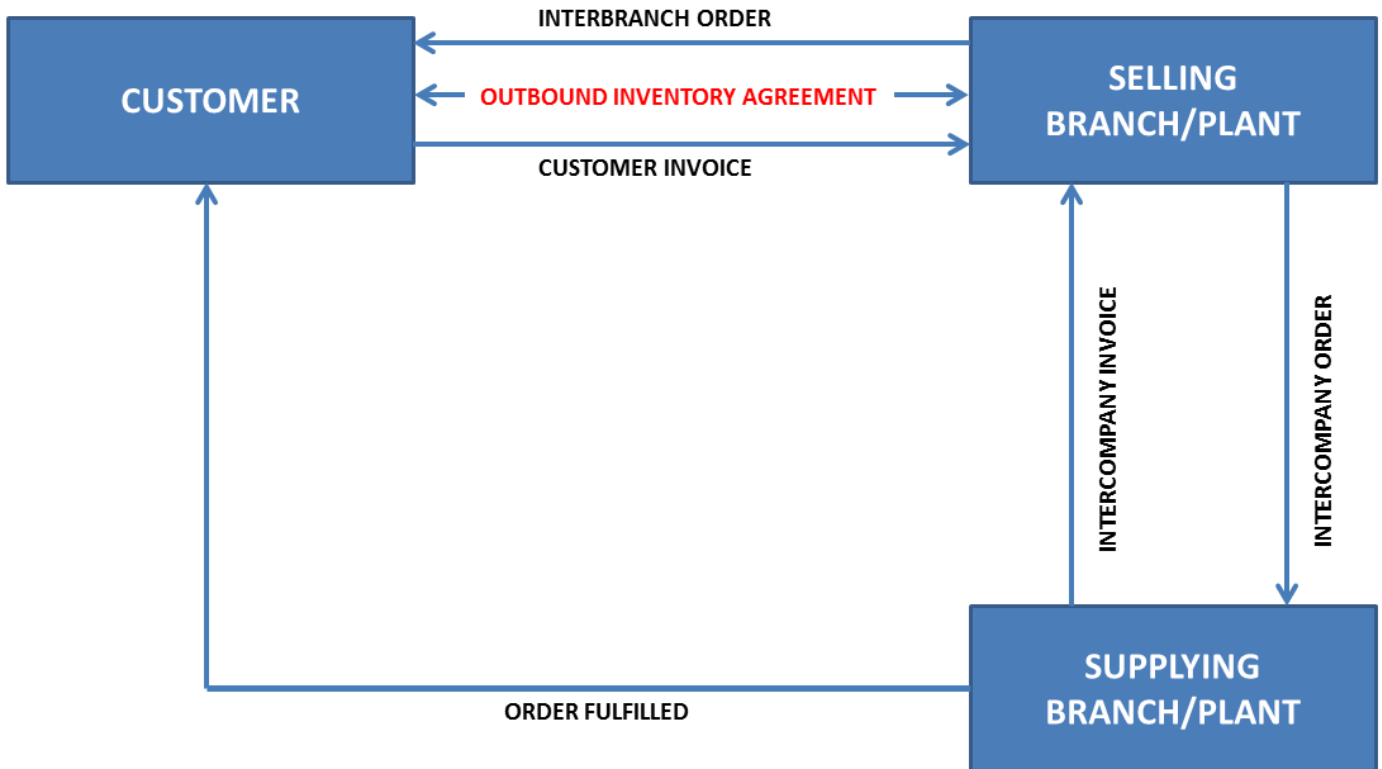 INTERBRANCH ORDER
CUSTOMER
OUTBOUND INVENTORY AGREEMENT
SELLING
BRANCH/PLANT
CUSTOMER INVOICE
INTERCOMPANY INVOICE
INTERCOMPANY ORDER
ORDER FULFILLED
SUPPLYING
BRANCH/PLANT